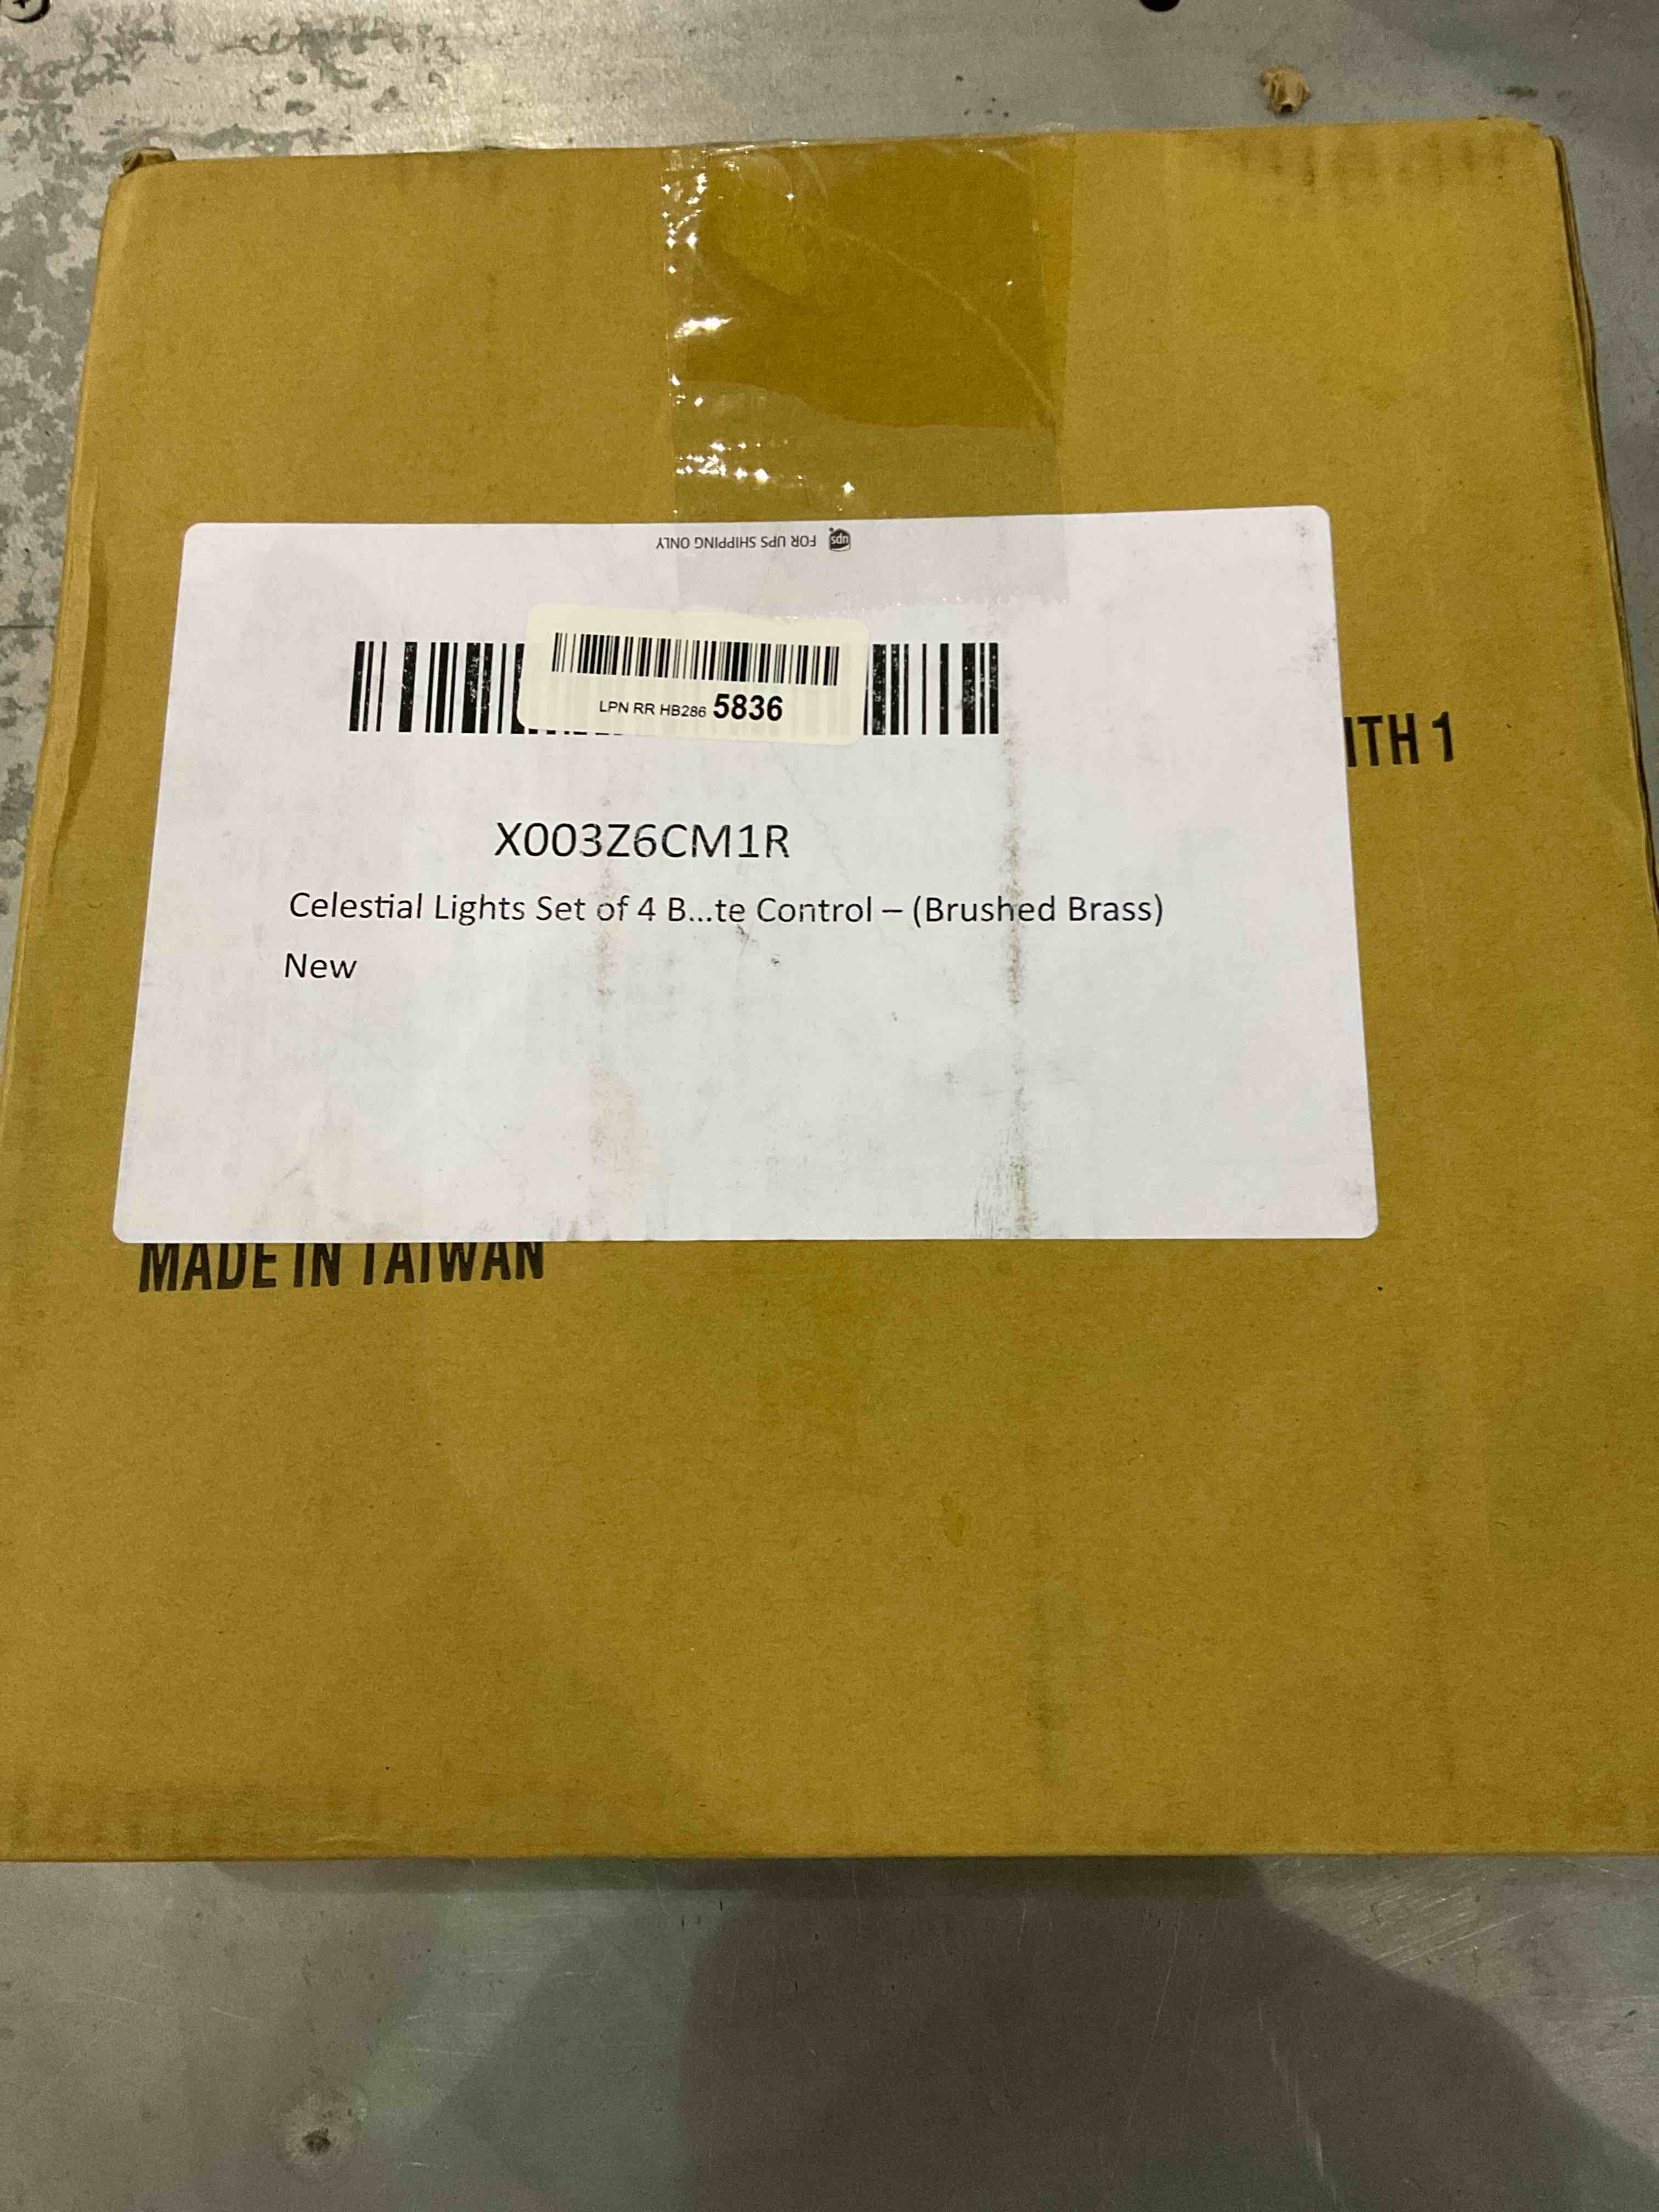 FOR UPS SHIPPING ONLY
ups
LPN RR HB286 5836
ITH 1
X003Z6CM1R
Celestial Lights Set of 4 B...te Control – (Brushed Brass)
New
MADE IN TAIWAN